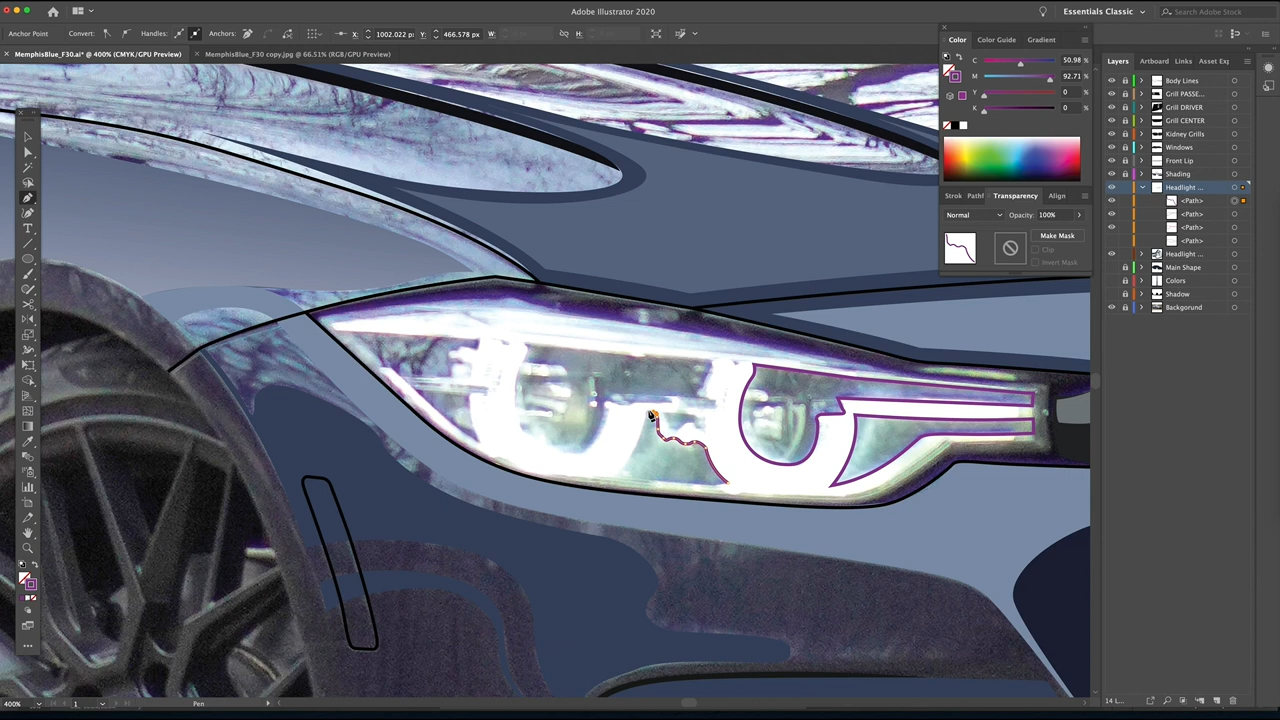 Adobe Illustrator 2020
Essentials Classic
Search Adobe Stock
Anchor Point
Convert:
Handles:
Anchors:
X: 1002.022 px
Y: 466.578 px
W:
H:
MemphisBlue_F30.ai* @ 400% (CMYK/GPU Preview)
MemphisBlue_F30 copy.jpg @ 66.51% (RGB/GPU Preview)
Color
Color Guide
Gradient
C 50.98 %
M 92.71 %
Y 0 %
K 0 %
Strok
Pathf
Transparency
Align
Normal
Opacity: 100%
Make Mask
Clip
Invert Mask
Layers
Artboard
Links
Asset Exp
Body Lines
Grill PASSE...
Grill DRIVER
Grill CENTER
Kidney Grills
Windows
Front Lip
Shading
Headlight ...
<Path>
<Path>
<Path>
<Path>
Headlight ...
Main Shape
Colors
Shadow
Background
400%
1
Pen
14 L...